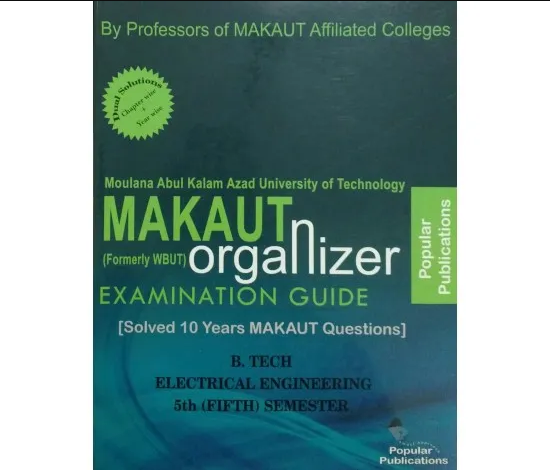 By Professors of MAKAUT Affiliated Colleges
Dual Solutions
Chapter wise
+
Year wise
Moulana Abul Kalam Azad University of Technology
MAKAUT
(Formerly WBUT)
organizer
EXAMINATION GUIDE
Popular
Publications
[Solved 10 Years MAKAUT Questions]
B. TECH
ELECTRICAL ENGINEERING
5th (FIFTH) SEMESTER
Popular
Publications